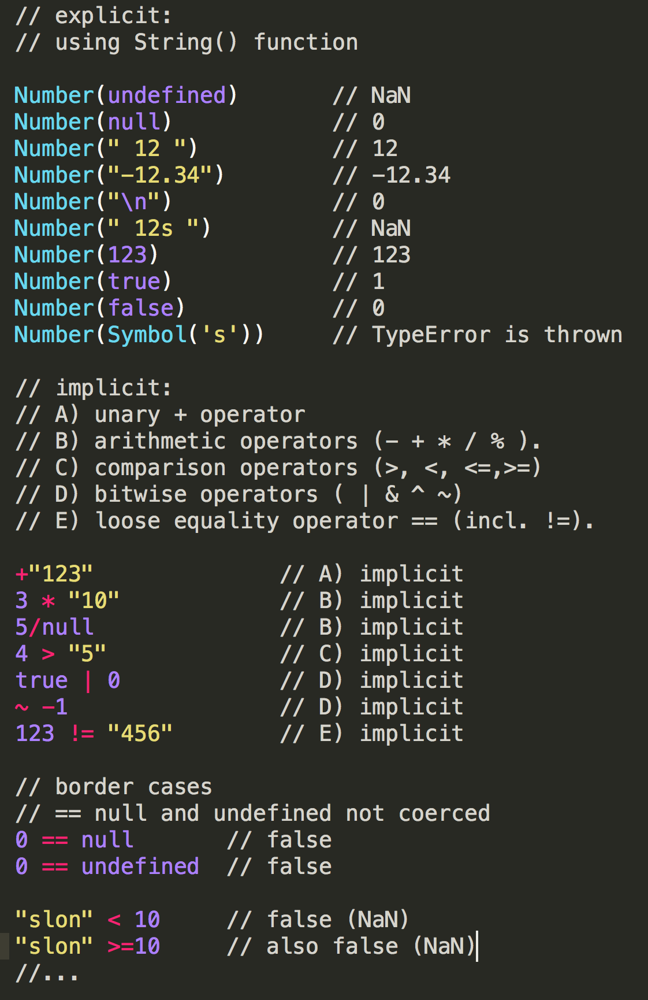 // explicit:
// using String() function

Number(undefined)       // NaN
Number(null)            // 0
Number(" 12 ")          // 12
Number("-12.34")        // -12.34
Number("\n")            // 0
Number(" 12s ")         // NaN
Number(123)             // 123
Number(true)            // 1
Number(false)           // 0
Number(Symbol('s'))     // TypeError is thrown

// implicit:
// A) unary + operator
// B) arithmetic operators (- + * / % ).
// C) comparison operators (>, <, <=,>=)
// D) bitwise operators ( | & ^ ~)
// E) loose equality operator == (incl. !=).

+"123"              // A) implicit
3 * "10"            // B) implicit
5/null              // B) implicit
4 > "5"             // C) implicit
true | 0            // D) implicit
~ -1                // D) implicit
123 != "456"        // E) implicit

// border cases
// == null and undefined not coerced
0 == null       // false
0 == undefined  // false

"slon" < 10     // false (NaN)
"slon" >=10     // also false (NaN)
//...